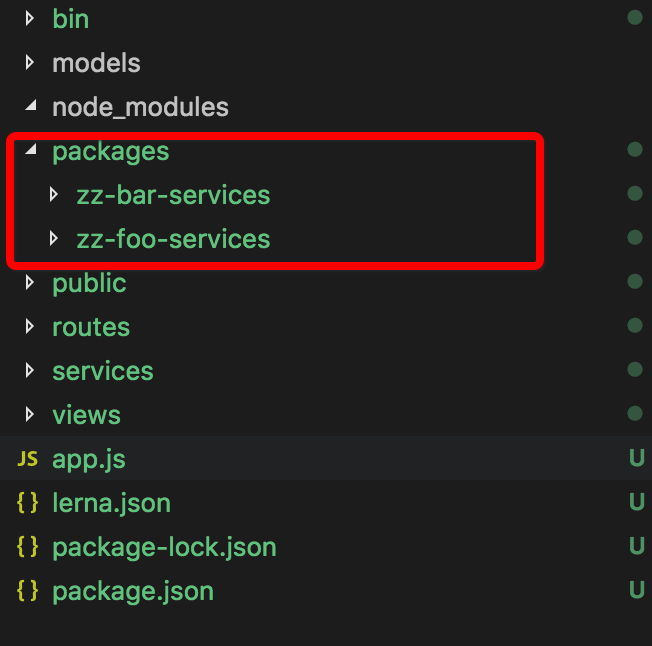 bin
models
node_modules
packages
zz-bar-services
zz-foo-services
public
routes
services
views
JS app.js U
{ } lerna.json U
{ } package-lock.json U
{ } package.json U